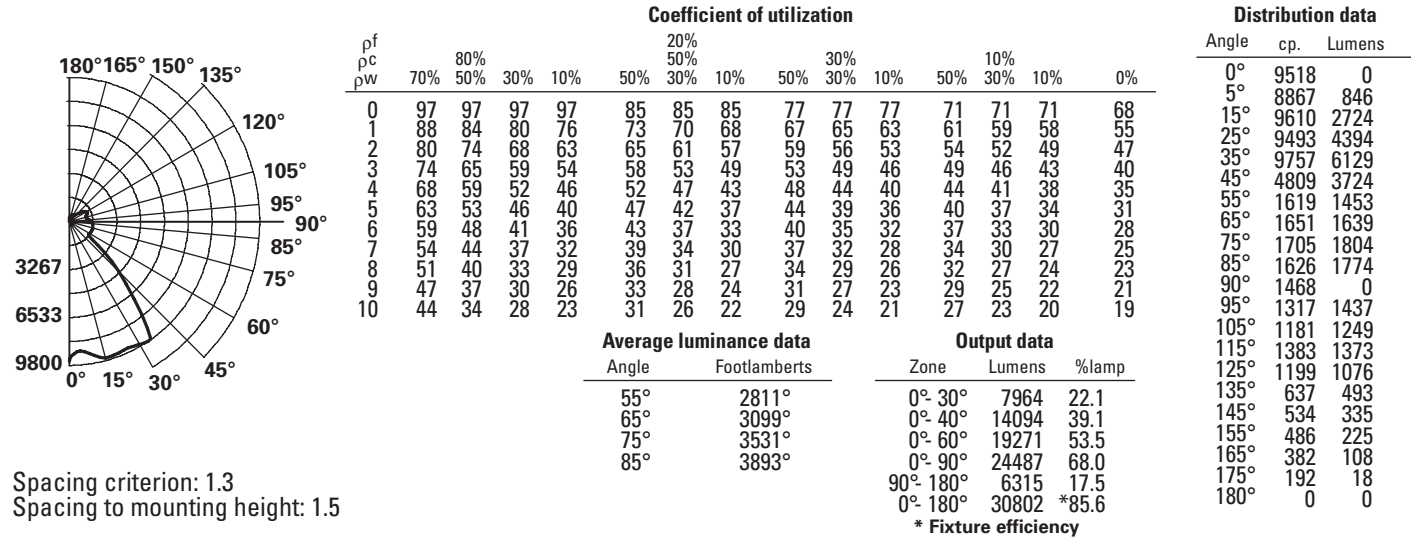 180° 165° 150° 135°
120°
105°
95°
90°
85°
75°
60°
45°
30°
15°
0°
3267
6533
9800
Spacing criterion: 1.3
Spacing to mounting height: 1.5
Coefficient of utilization
ρf 20%
ρc 80% 50% 30% 10%
ρw 70% 50% 30% 10% 50% 30% 10% 50% 30% 10% 50% 30% 10% 0%
0 97 97 97 97 85 85 85 77 77 77 71 71 71 68
1 88 84 80 76 73 70 68 67 65 63 61 59 58 55
2 80 74 68 63 65 61 57 59 56 53 54 52 49 47
3 74 65 59 54 58 53 49 53 49 46 49 46 43 40
4 68 59 52 46 52 47 43 48 44 40 44 41 38 35
5 63 53 46 40 47 42 37 44 39 36 40 37 34 31
6 59 48 41 36 43 37 33 40 35 32 37 33 30 28
7 54 44 37 32 39 34 30 37 32 28 34 30 27 25
8 51 40 33 29 36 31 27 34 29 26 32 27 24 23
9 47 37 30 26 33 28 24 31 27 23 29 25 22 21
10 44 34 28 23 31 26 22 29 24 21 27 23 20 19
Average luminance data
Angle Footlamberts
55° 2811°
65° 3099°
75° 3531°
85° 3893°
Output data
Zone Lumens %lamp
0°- 30° 7964 22.1
0°- 40° 14094 39.1
0°- 60° 19271 53.5
0°- 90° 24487 68.0
90°- 180° 6315 17.5
0°- 180° 30802 *85.6
* Fixture efficiency
Distribution data
Angle cp. Lumens
0° 9518 0
5° 8867 846
15° 9610 2724
25° 9493 4394
35° 9757 6129
45° 4809 3724
55° 1619 1453
65° 1651 1639
75° 1705 1804
85° 1626 1774
90° 1468 0
95° 1317 1437
105° 1181 1249
115° 1383 1373
125° 1199 1076
135° 637 493
145° 534 335
155° 486 225
165° 382 108
175° 192 18
180° 0 0